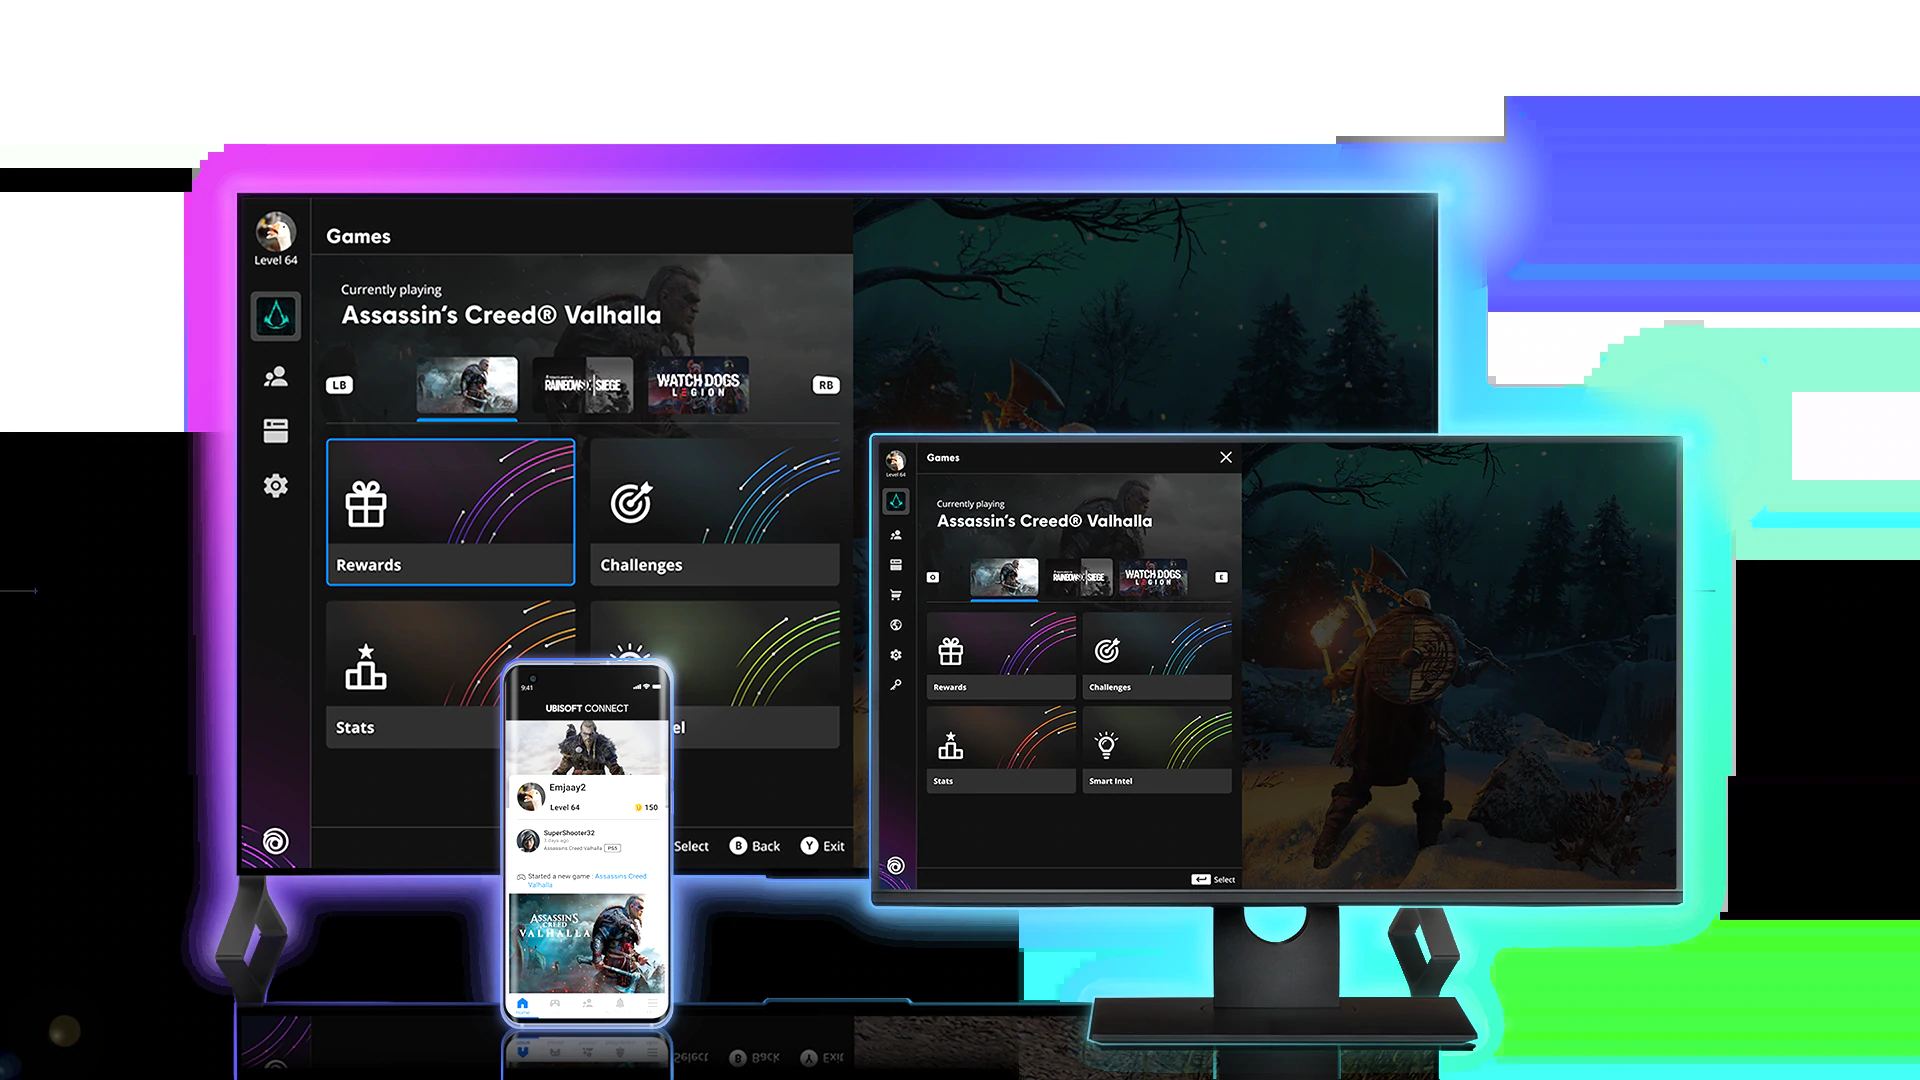 Level 64
Games
Currently playing
Assassin's Creed® Valhalla
LB
RAINBOW SIX | SIEGE
WATCH DOGS
LEGION
RB
Rewards
Challenges
Stats
el
Select
B Back
Y Exit
9:41
UBISOFT CONNECT
Emjaay2
Level 64
150
SuperShooter32
Assassins Creed Valhalla PS5
Started a new game : Assassins Creed
Valhalla
ASSASSIN'S
CREED
VALHALLA
Home
Level 64
Games
Currently playing
Assassin's Creed® Valhalla
Q
RAINBOW SIX | SIEGE
WATCH DOGS
LEGION
E
Rewards
Challenges
Stats
Smart Intel
Select